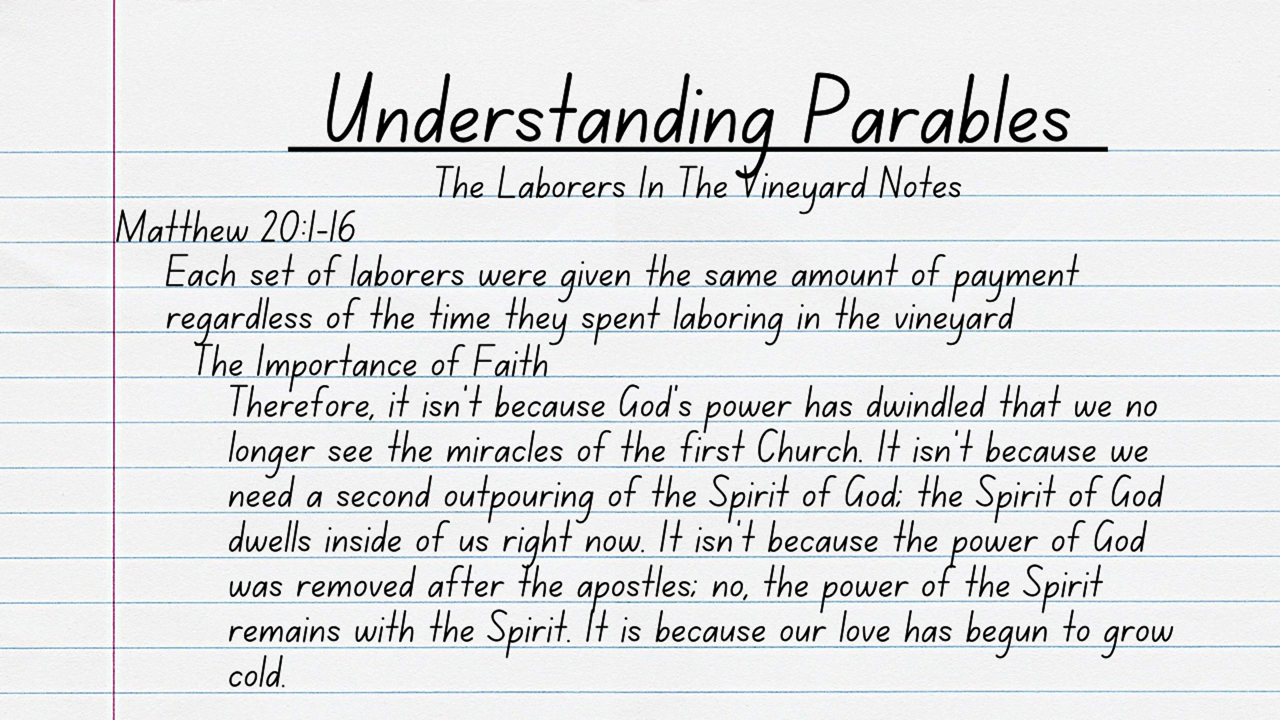 Understanding Parables
The Laborers In The Vineyard Notes
Matthew 20:1-16
Each set of laborers were given the same amount of payment
regardless of the time they spent laboring in the vineyard
The Importance of Faith
Therefore, it isn't because God's power has dwindled that we no
longer see the miracles of the first Church. It isn't because we
need a second outpouring of the Spirit of God; the Spirit of God
dwells inside of us right now. It isn't because the power of God
was removed after the apostles; no, the power of the Spirit
remains with the Spirit. It is because our love has begun to grow
cold.